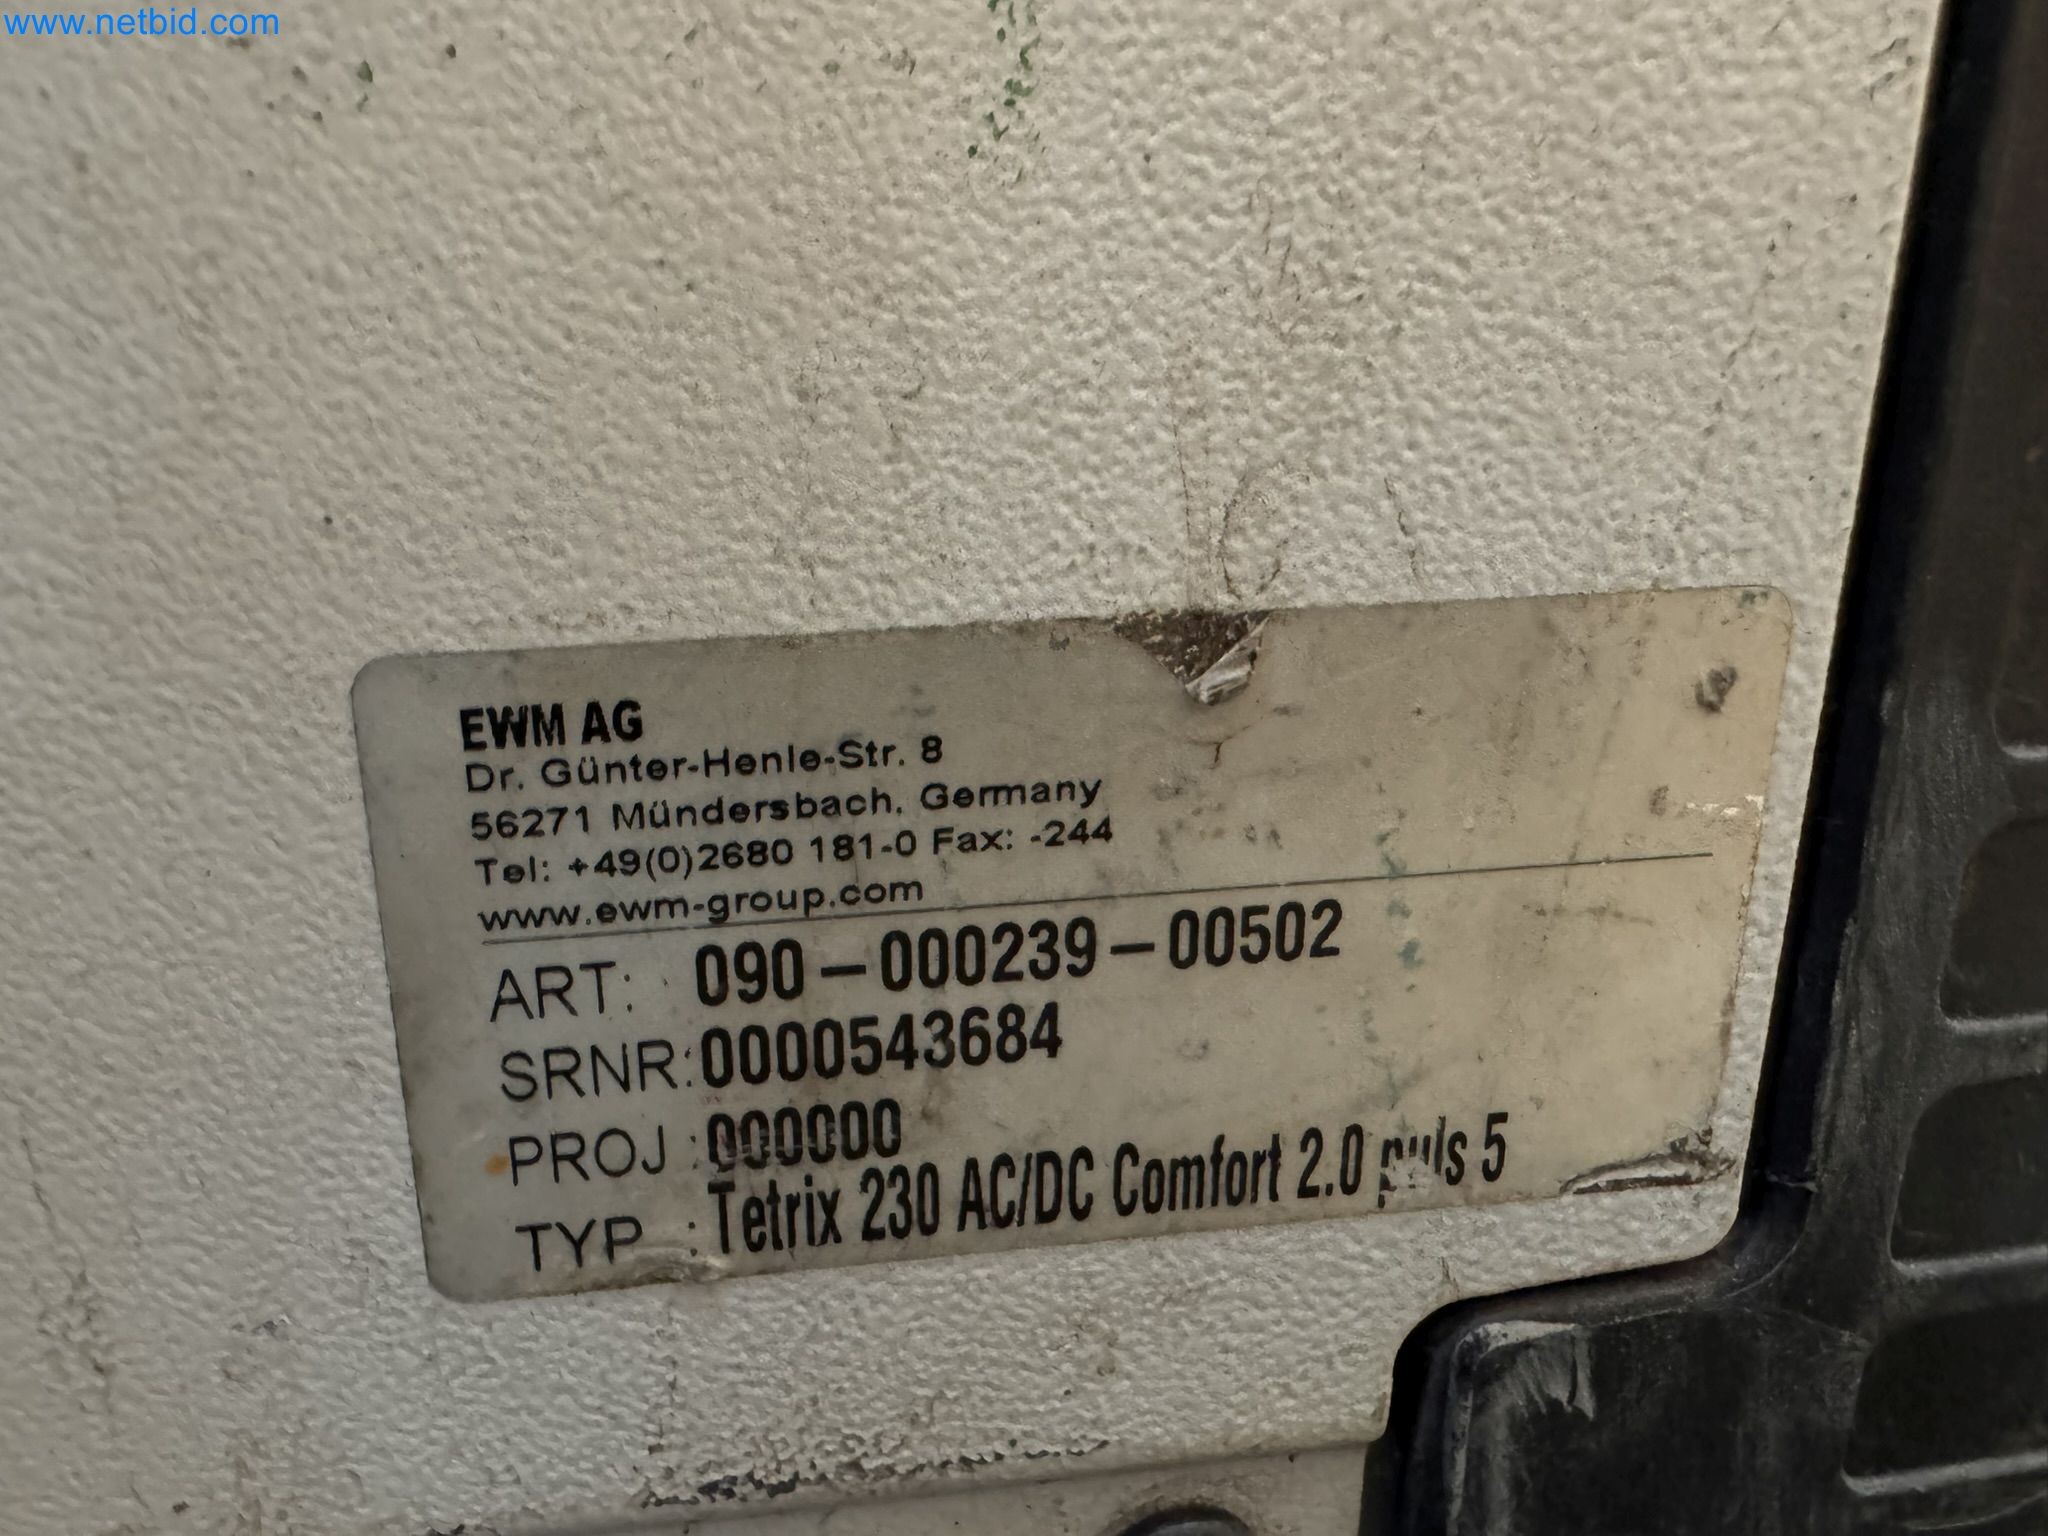 www.netbid.com
EWM AG
Dr. Günter-Henle-Str. 8
56271 Mündersbach, Germany
Tel: +49(0)2680 181-0 Fax: -244
www.ewm-group.com
ART: 090-000239-00502
SRNR: 0000543684
PROJ : 000000
TYP : Tetrix 230 AC/DC Comfort 2.0 puls 5